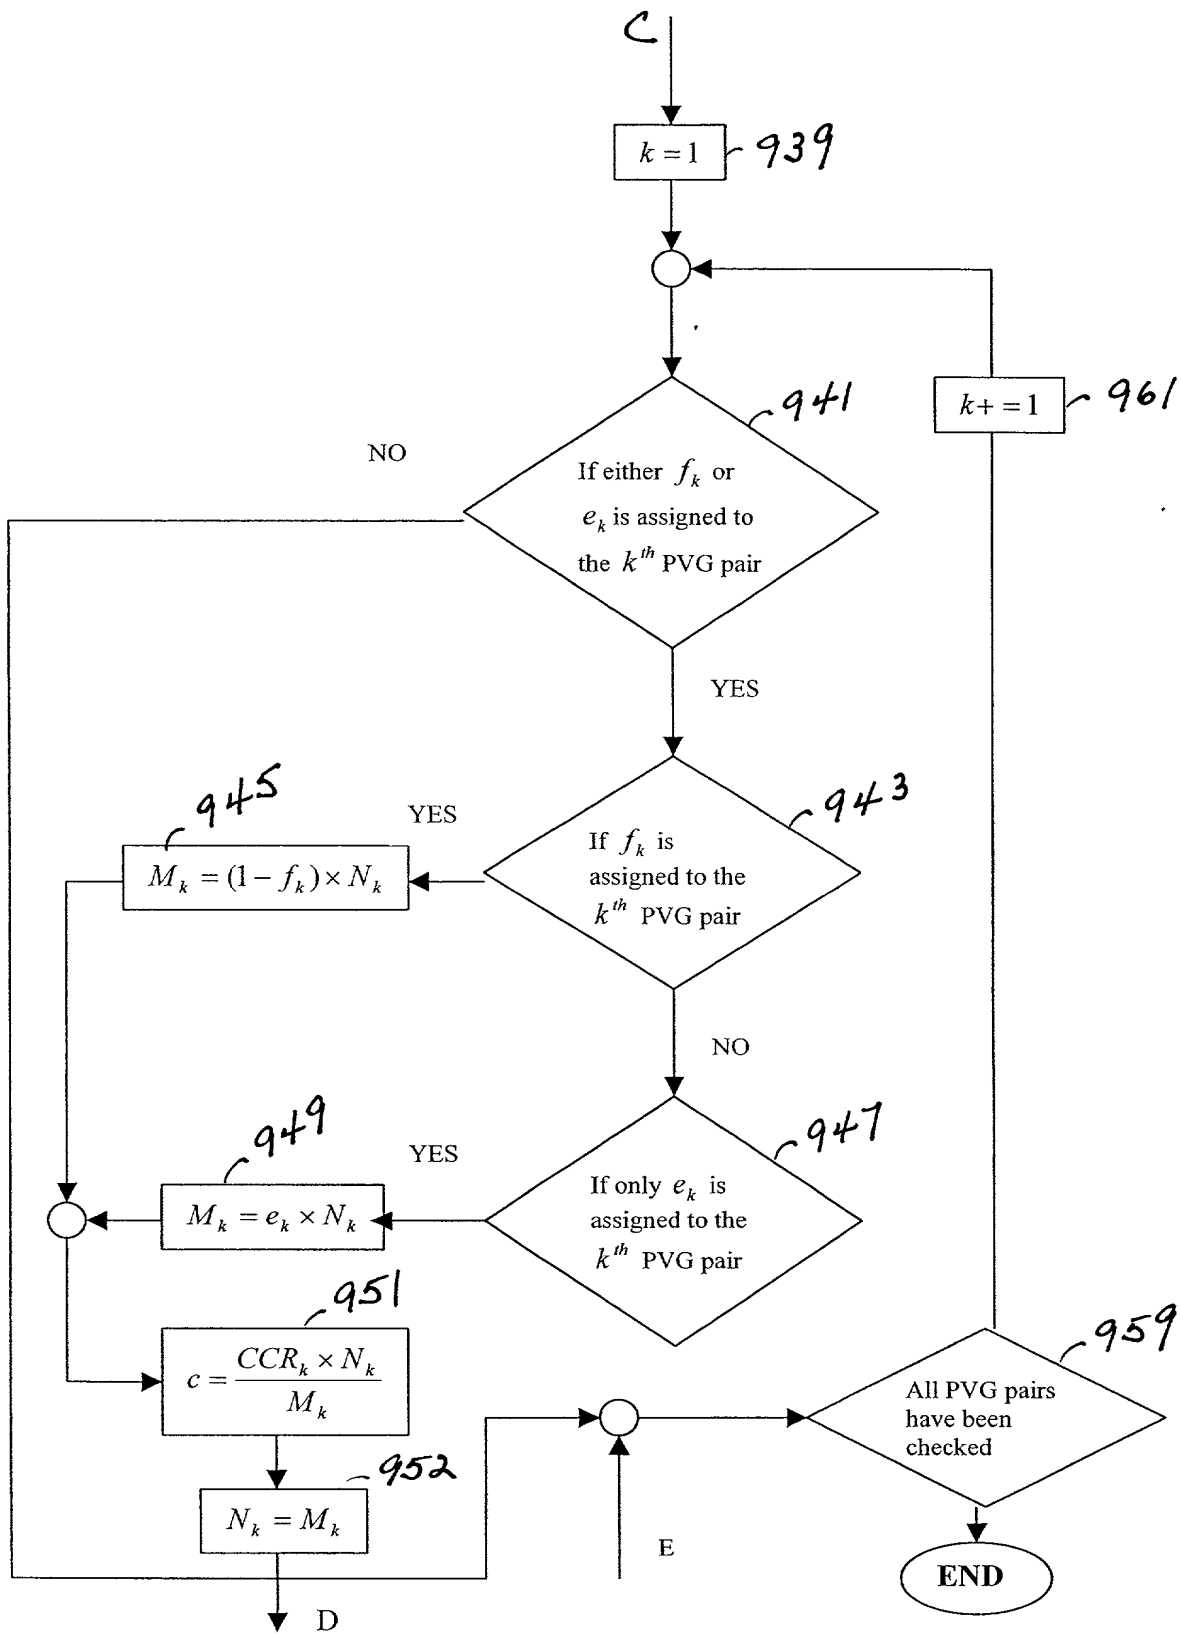 C
k = 1
939
941
k+ = 1
961
NO
If either f_k or
e_k is assigned to
the k^th PVG pair
YES
945
943
YES
M_k = (1 − f_k) × N_k
If f_k is
assigned to the
k^th PVG pair
NO
949
947
YES
M_k = e_k × N_k
If only e_k is
assigned to the
k^th PVG pair
951
c = CCR_k × N_k / M_k
959
All PVG pairs
have been
checked
952
N_k = M_k
E
END
D